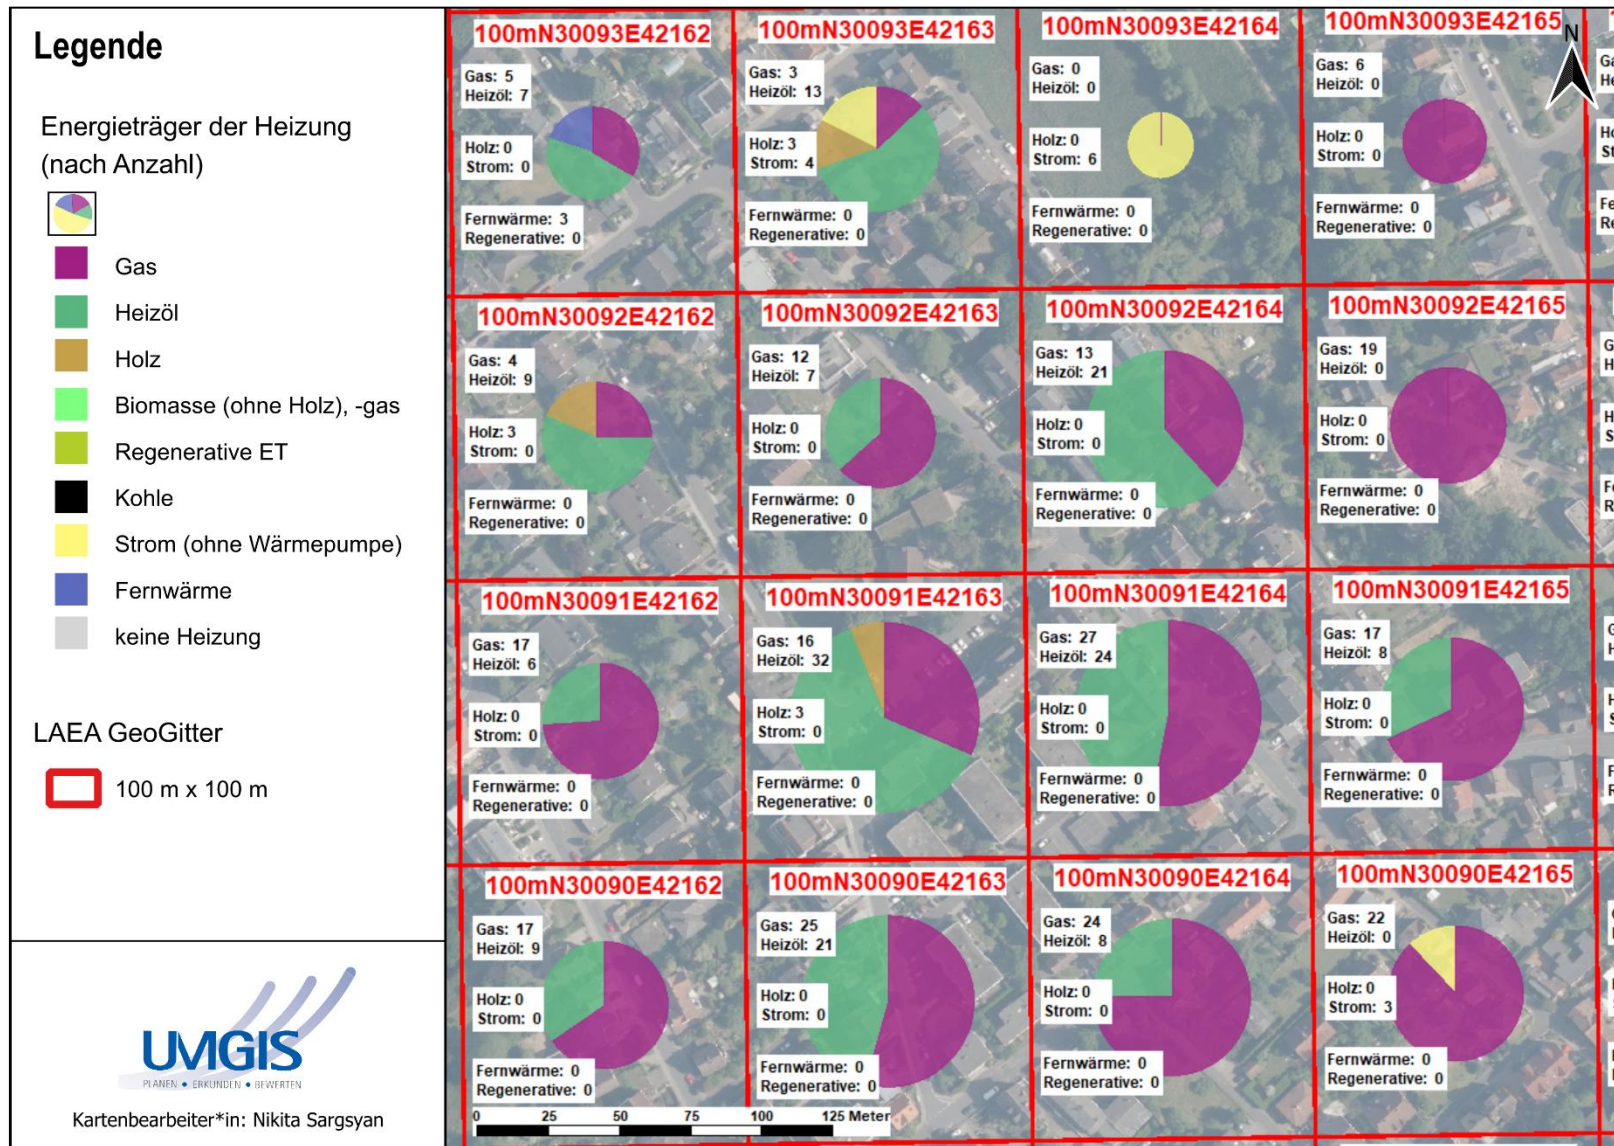 Legende
Energieträger der Heizung
(nach Anzahl)
Gas
Heizöl
Holz
Biomasse (ohne Holz), -gas
Regenerative ET
Kohle
Strom (ohne Wärmepumpe)
Fernwärme
keine Heizung
LAEA GeoGitter
100 m x 100 m
UMGIS
PLANEN • ERKUNDEN • BEWERTEN
Kartenbearbeiter*in: Nikita Sargsyan
N
100mN30093E42162
Gas: 5
Heizöl: 7
Holz: 0
Strom: 0
Fernwärme: 3
Regenerative: 0
100mN30093E42163
Gas: 3
Heizöl: 13
Holz: 3
Strom: 4
Fernwärme: 0
Regenerative: 0
100mN30093E42164
Gas: 0
Heizöl: 0
Holz: 0
Strom: 6
Fernwärme: 0
Regenerative: 0
100mN30093E42165
Gas: 6
Heizöl: 0
Holz: 0
Strom: 0
Fernwärme: 0
Regenerative: 0
100mN30092E42162
Gas: 4
Heizöl: 9
Holz: 3
Strom: 0
Fernwärme: 0
Regenerative: 0
100mN30092E42163
Gas: 12
Heizöl: 7
Holz: 0
Strom: 0
Fernwärme: 0
Regenerative: 0
100mN30092E42164
Gas: 13
Heizöl: 21
Holz: 0
Strom: 0
Fernwärme: 0
Regenerative: 0
100mN30092E42165
Gas: 19
Heizöl: 0
Holz: 0
Strom: 0
Fernwärme: 0
Regenerative: 0
100mN30091E42162
Gas: 17
Heizöl: 6
Holz: 0
Strom: 0
Fernwärme: 0
Regenerative: 0
100mN30091E42163
Gas: 16
Heizöl: 32
Holz: 3
Strom: 0
Fernwärme: 0
Regenerative: 0
100mN30091E42164
Gas: 27
Heizöl: 24
Holz: 0
Strom: 0
Fernwärme: 0
Regenerative: 0
100mN30091E42165
Gas: 17
Heizöl: 8
Holz: 0
Strom: 0
Fernwärme: 0
Regenerative: 0
100mN30090E42162
Gas: 17
Heizöl: 9
Holz: 0
Strom: 0
Fernwärme: 0
Regenerative: 0
100mN30090E42163
Gas: 25
Heizöl: 21
Holz: 0
Strom: 0
Fernwärme: 0
Regenerative: 0
100mN30090E42164
Gas: 24
Heizöl: 8
Holz: 0
Strom: 0
Fernwärme: 0
Regenerative: 0
100mN30090E42165
Gas: 22
Heizöl: 0
Holz: 0
Strom: 3
Fernwärme: 0
Regenerative: 0
0 25 50 75 100 125 Meter